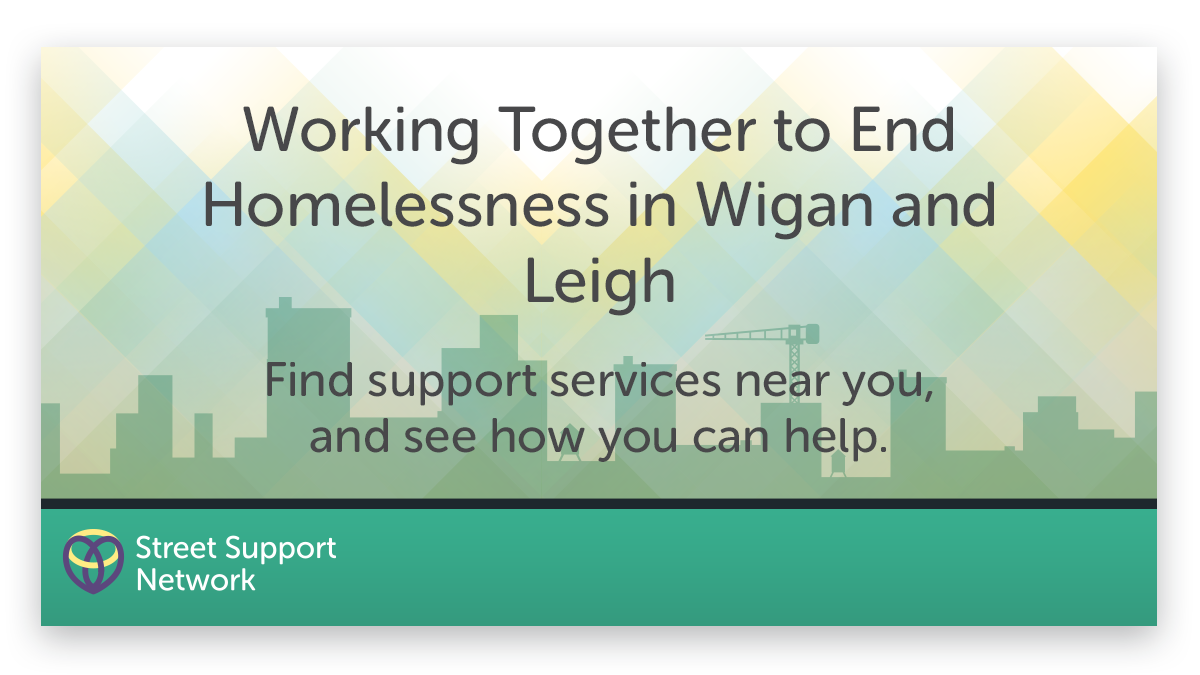 Working Together to End
Homelessness in Wigan and
Leigh
Find support services near you,
and see how you can help.
Street Support
Network